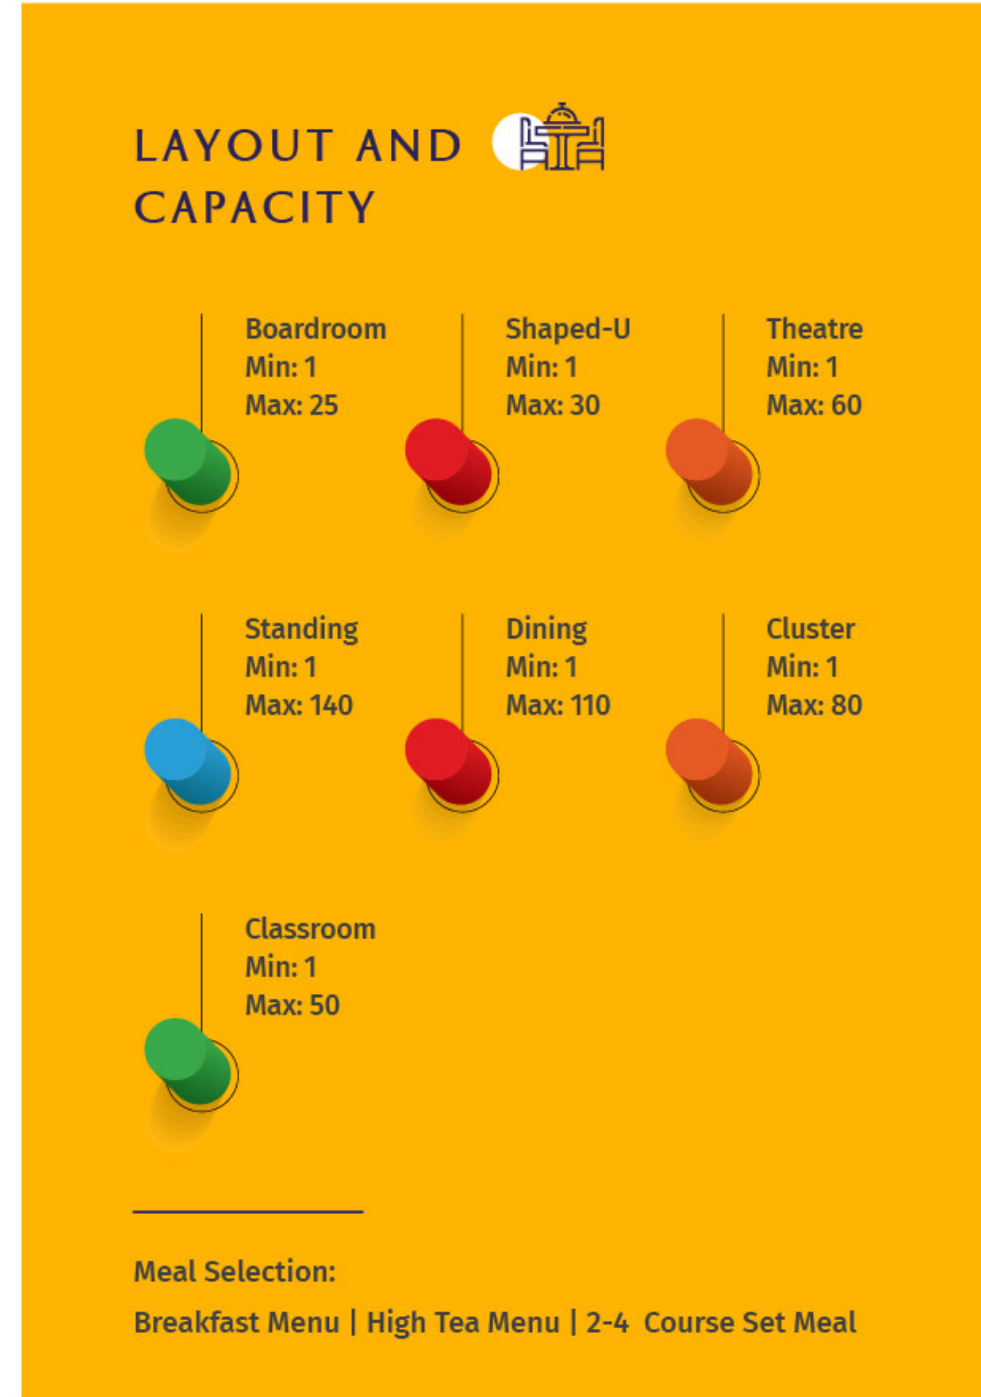 LAYOUT AND
CAPACITY
Boardroom
Min: 1
Max: 25
Shaped-U
Min: 1
Max: 30
Theatre
Min: 1
Max: 60
Standing
Min: 1
Max: 140
Dining
Min: 1
Max: 110
Cluster
Min: 1
Max: 80
Classroom
Min: 1
Max: 50
Meal Selection:
Breakfast Menu | High Tea Menu | 2-4 Course Set Meal